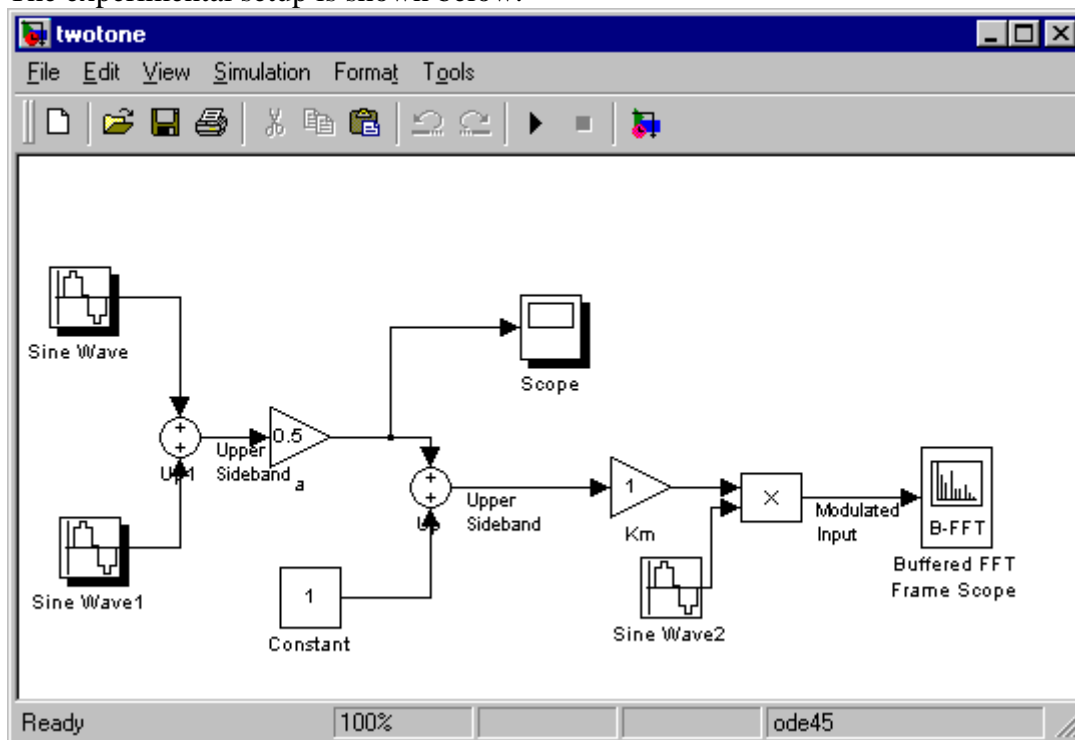 The experimental setup is shown below.
twotone
File Edit View Simulation Format Tools
Sine Wave
Scope
0.5
+
+
Upper
Sideband
a
Sine Wave1
+
+
Upper
Sideband
1
Km
×
Modulated
Input
B-FFT
Buffered FFT
Frame Scope
1
Constant
Sine Wave2
Ready 100% ode45